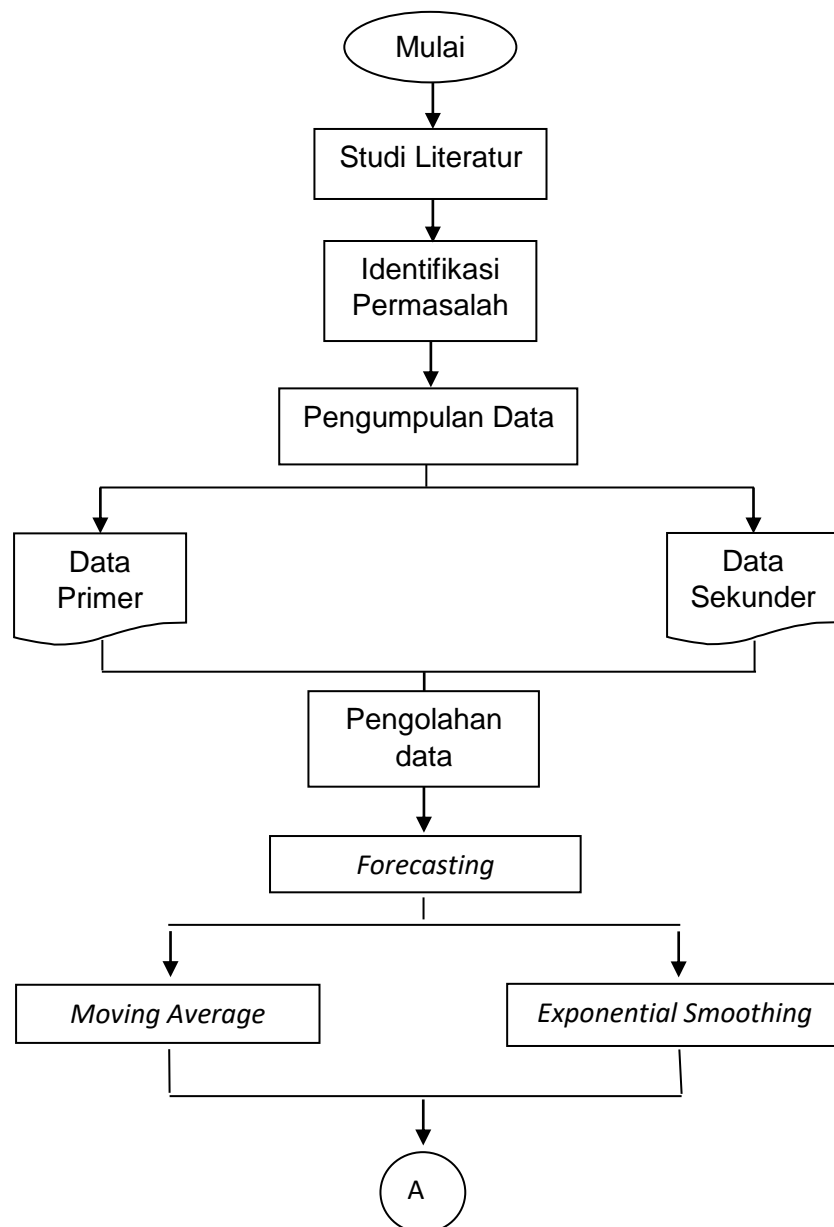 Mulai
Studi Literatur
Identifikasi
Permasalah
Pengumpulan Data
Data
Primer
Data
Sekunder
Pengolahan
data
Forecasting
Moving Average
Exponential Smoothing
A